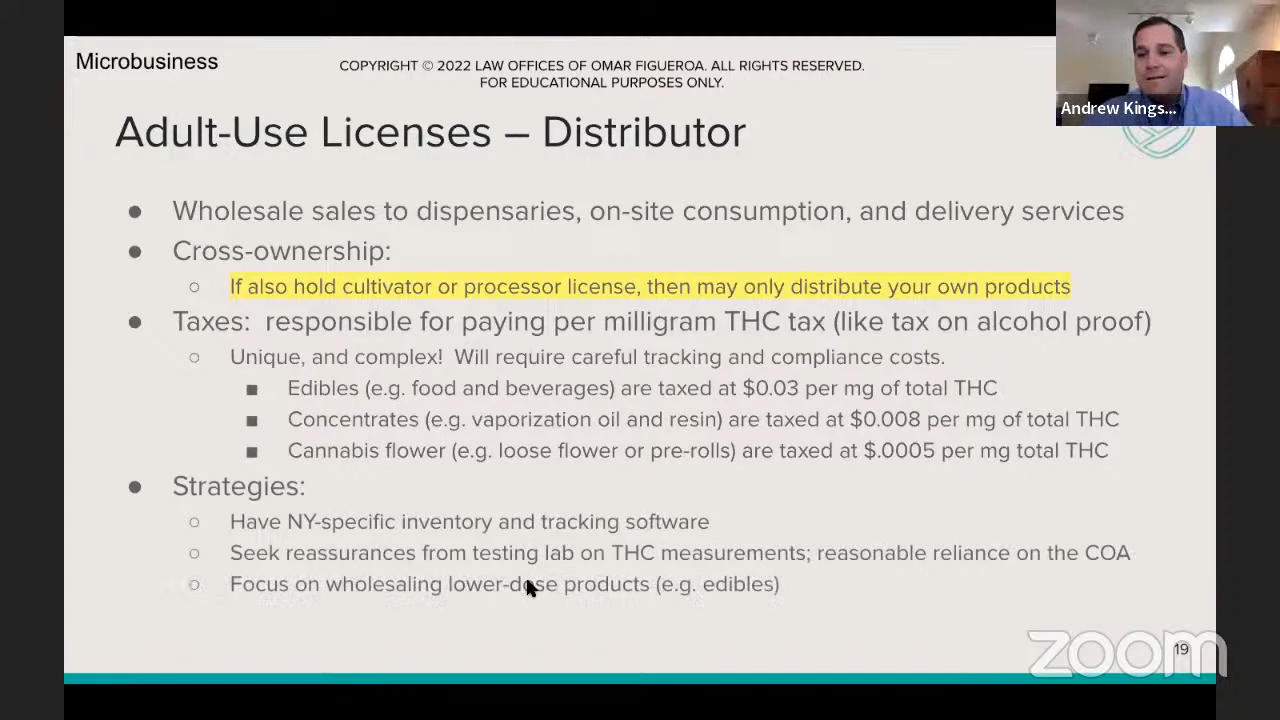 Microbusiness
COPYRIGHT © 2022 LAW OFFICES OF OMAR FIGUEROA. ALL RIGHTS RESERVED.
FOR EDUCATIONAL PURPOSES ONLY.
Andrew Kings...
Adult-Use Licenses – Distributor
● Wholesale sales to dispensaries, on-site consumption, and delivery services
● Cross-ownership:
○ If also hold cultivator or processor license, then may only distribute your own products
● Taxes: responsible for paying per milligram THC tax (like tax on alcohol proof)
○ Unique, and complex! Will require careful tracking and compliance costs.
■ Edibles (e.g. food and beverages) are taxed at $0.03 per mg of total THC
■ Concentrates (e.g. vaporization oil and resin) are taxed at $0.008 per mg of total THC
■ Cannabis flower (e.g. loose flower or pre-rolls) are taxed at $.0005 per mg total THC
● Strategies:
○ Have NY-specific inventory and tracking software
○ Seek reassurances from testing lab on THC measurements; reasonable reliance on the COA
○ Focus on wholesaling lower-dose products (e.g. edibles)
zoom
19